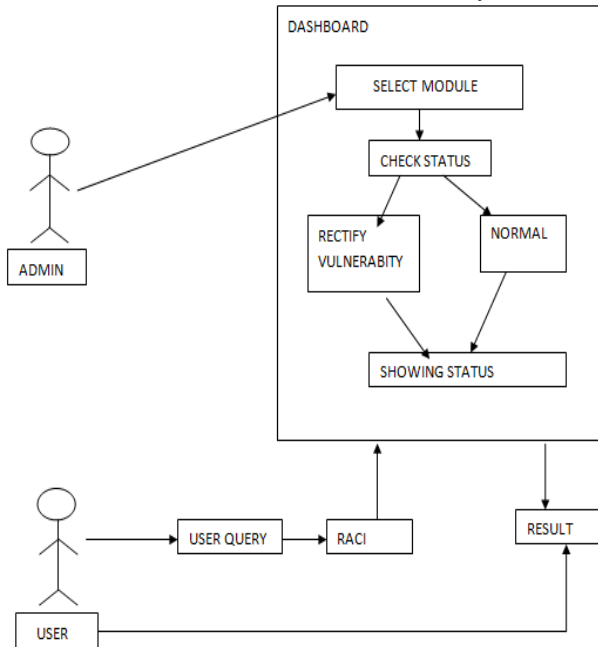 DASHBOARD
SELECT MODULE
CHECK STATUS
RECTIFY
VULNERABITY
NORMAL
ADMIN
SHOWING STATUS
USER QUERY
RACI
RESULT
USER